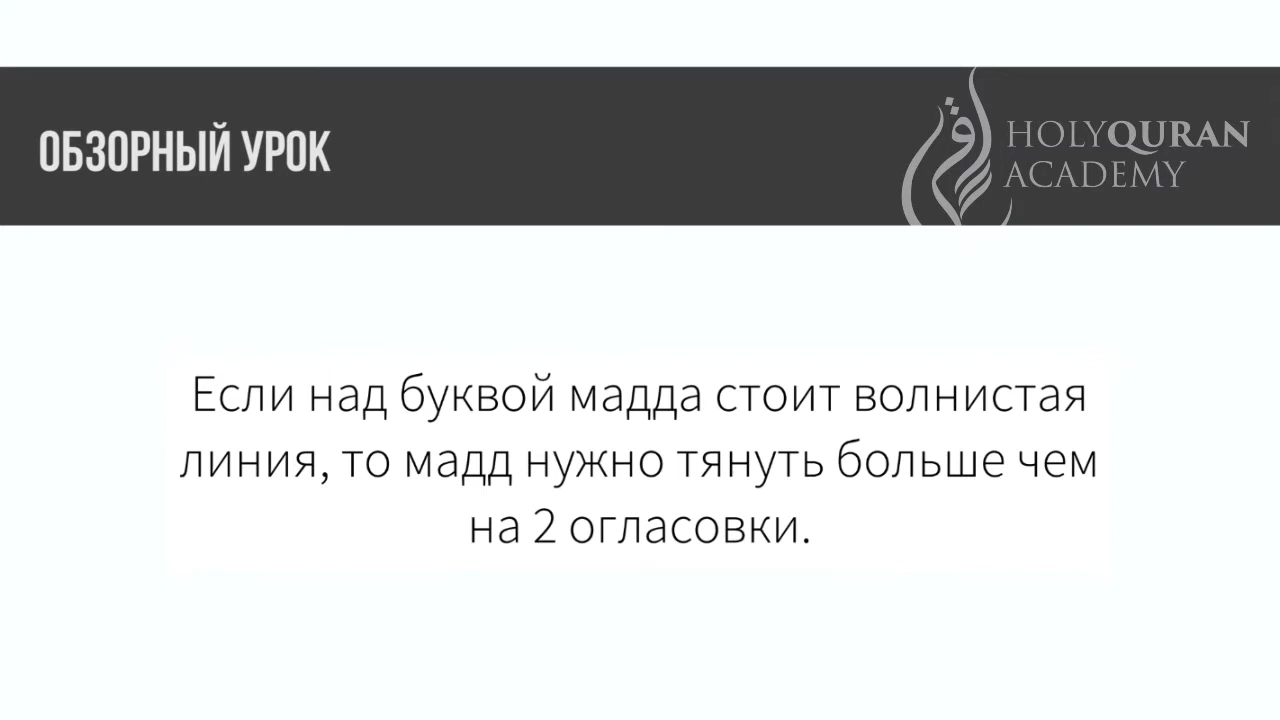 ОБЗОРНЫЙ УРОК
HOLYQURAN
ACADEMY
Если над буквой мадда стоит волнистая
линия, то мадд нужно тянуть больше чем
на 2 огласовки.